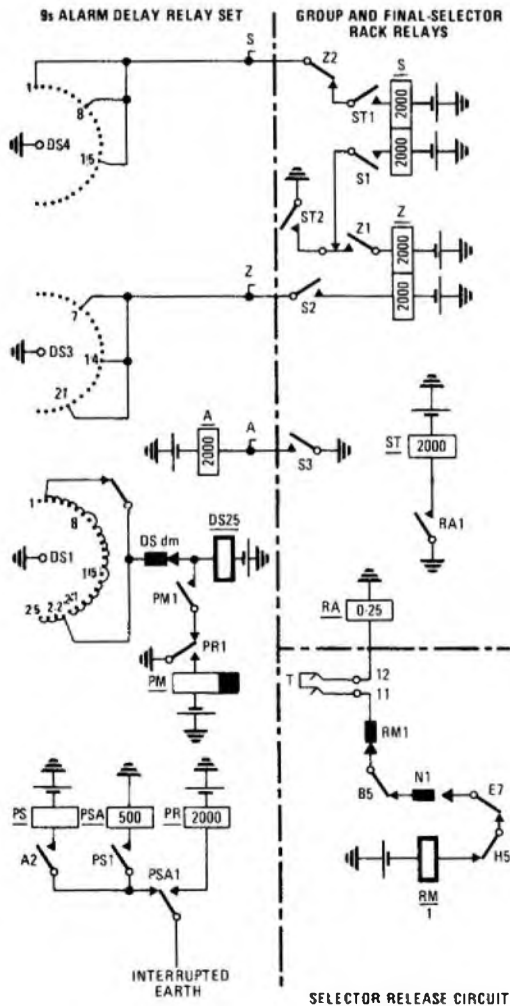 9s ALARM DELAY RELAY SET
GROUP AND FINAL-SELECTOR
RACK RELAYS
S
Z2
S
1
8
ST1
2000
DS4
15
S1
2000
ST2
Z1
Z
2000
Z
7
S2
2000
DS3
14
21
A
A
ST
2000
S3
2000
1
8
DS dm
DS25
RA1
DS1
15
PM1
25
22
PR1
RA
0·25
PM
T
12
11
RM1
PS
PSA
500
PR
2000
B5
N1
E7
A2
PS1
PSA1
H5
RM
1
INTERRUPTED
EARTH
SELECTOR RELEASE CIRCUIT